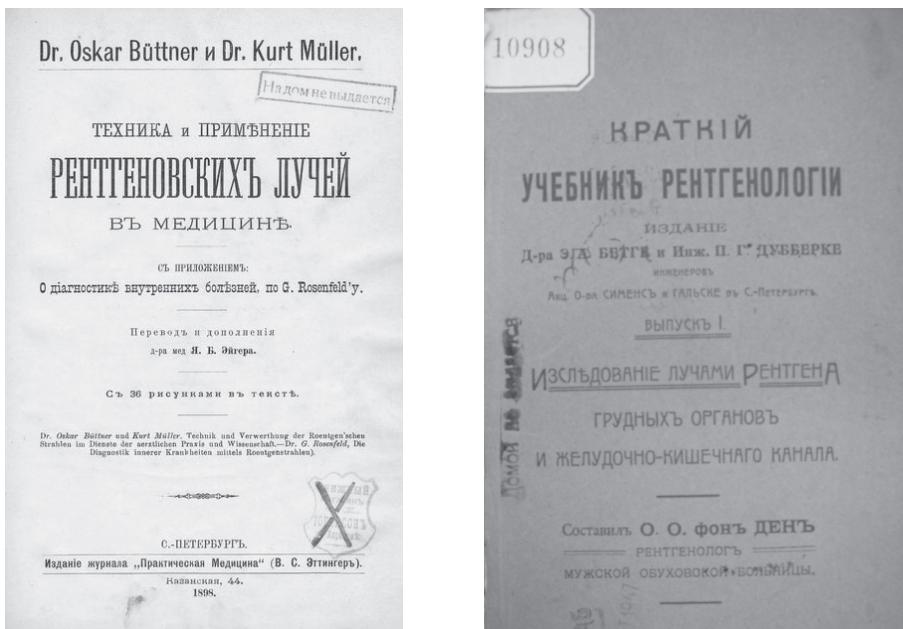 Dr. Oskar Büttner и Dr. Kurt Müller.
На дом не выдается
ТЕХНИКА и ПРИМѢНЕНІЕ
РЕНТГЕНОВСКИХЪ ЛУЧЕЙ
ВЪ МЕДИЦИНѢ.
СЪ ПРИЛОЖЕНІЕМЪ:
О діагностикѣ внутреннихъ болѣзней, по G. Rosenfeld'у.
Переводъ и дополненія
д-ра мед Я. Б. Эйгера.
Съ 36 рисунками въ текстѣ.
Dr. Oskar Büttner und Kurt Müller, Technik und Verwerthung der Roentgen'schen
Strahlen im Dienste der aerztlichen Praxis und Wissenschaft.—Dr. G. Rosenfeld, Die
Diagnostik innerer Krankheiten mittels Roentgenstrahlen).
С.-ПЕТЕРБУРГЪ.
Изданіе журнала „Практическая Медицина“ (В. С. Эттингеръ).
Казанская, 44.
1898.
10908
КРАТКІЙ
УЧЕБНИКЪ РЕНТГЕНОЛОГІИ
ИЗДАНІЕ
Д-ра Э. А. БЕТГЕ и Инж. П. Г. ДУББЕРКЕ
ИНЖЕНЕРОВЪ
Акц. О-ва СИМЕНСЪ и ГАЛЬСКЕ въ С.-Петербургѣ.
ВЫПУСКЪ I.
ИЗСЛѢДОВАНІЕ ЛУЧАМИ РЕНТГЕНА
ГРУДНЫХЪ ОРГАНОВЪ
И ЖЕЛУДОЧНО-КИШЕЧНАГО КАНАЛА.
Домой не выдается
Составилъ О. О. фонъ ДЕНЪ
РЕНТГЕНОЛОГЪ
МУЖСКОЙ ОБУХОВСКОЙ БОЛЬНИЦЫ.
1947